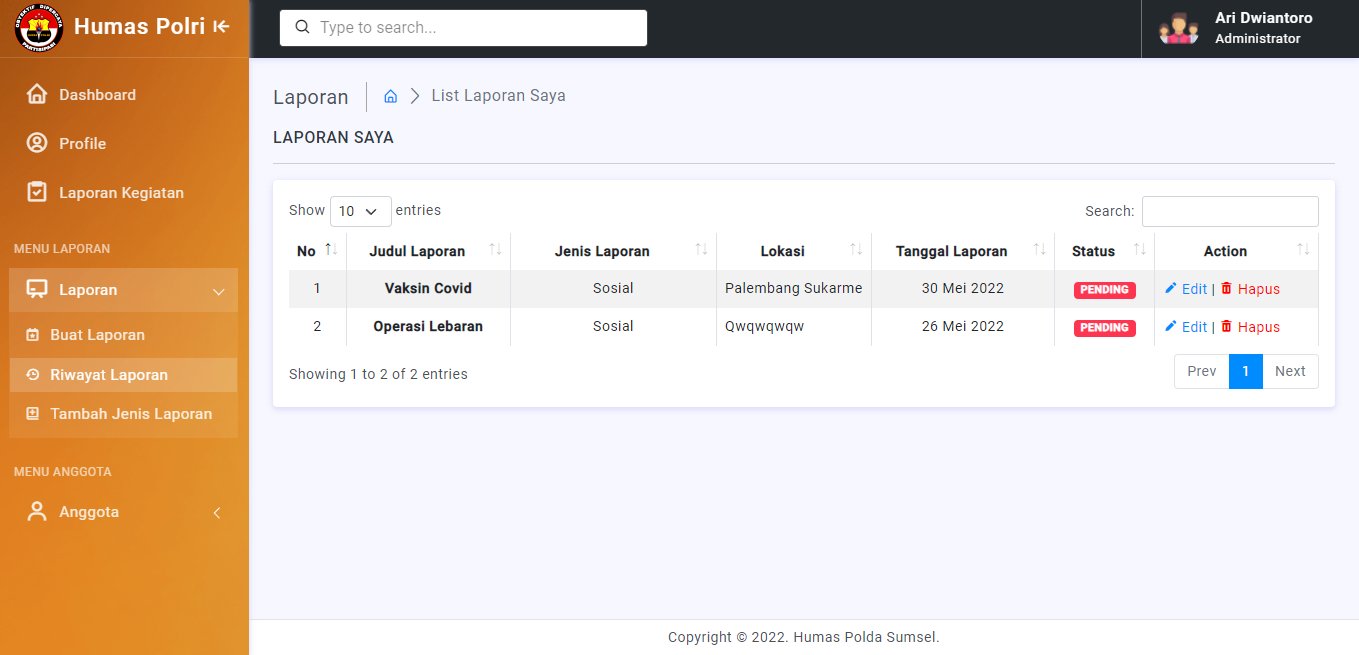 Humas Polri
Type to search...
Ari Dwiantoro
Administrator
Dashboard
Profile
Laporan Kegiatan
MENU LAPORAN
Laporan
Buat Laporan
Riwayat Laporan
Tambah Jenis Laporan
MENU ANGGOTA
Anggota
Laporan List Laporan Saya
LAPORAN SAYA
Show 10 entries Search:
No Judul Laporan Jenis Laporan Lokasi Tanggal Laporan Status Action
1 Vaksin Covid Sosial Palembang Sukarme 30 Mei 2022 PENDING Edit | Hapus
2 Operasi Lebaran Sosial Qwqwqwqw 26 Mei 2022 PENDING Edit | Hapus
Showing 1 to 2 of 2 entries Prev 1 Next
Copyright © 2022. Humas Polda Sumsel.